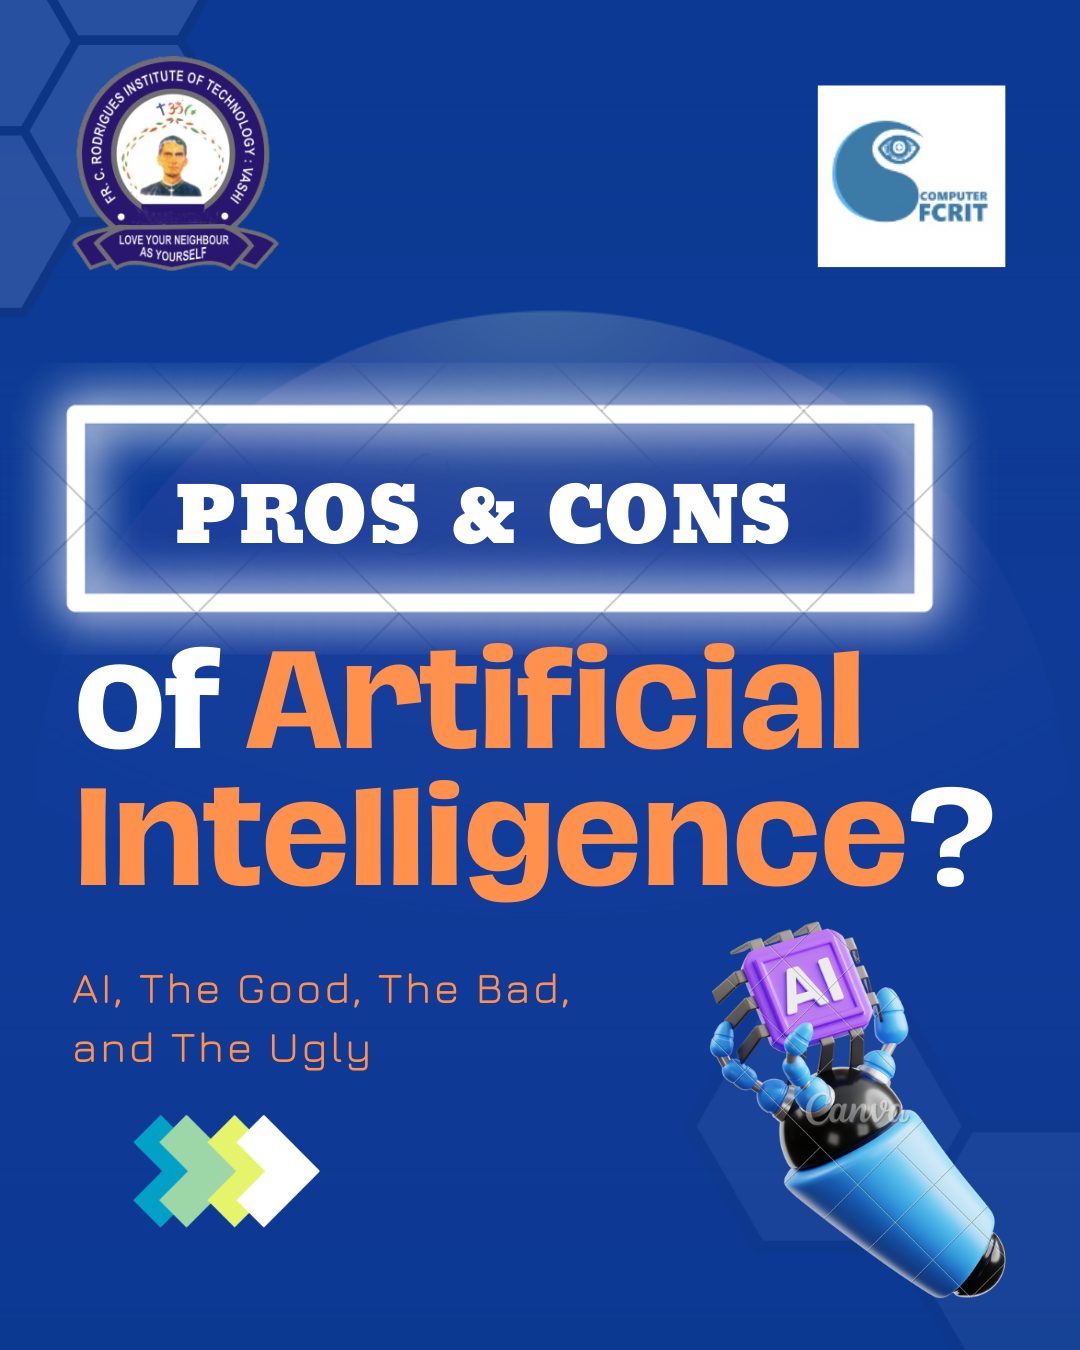 FR. C. RODRIGUES INSTITUTE OF TECHNOLOGY : VASHI
LOVE YOUR NEIGHBOUR
AS YOURSELF
COMPUTER
FCRIT
PROS & CONS
of Artificial
Intelligence?
AI, The Good, The Bad,
and The Ugly
AI
Canva